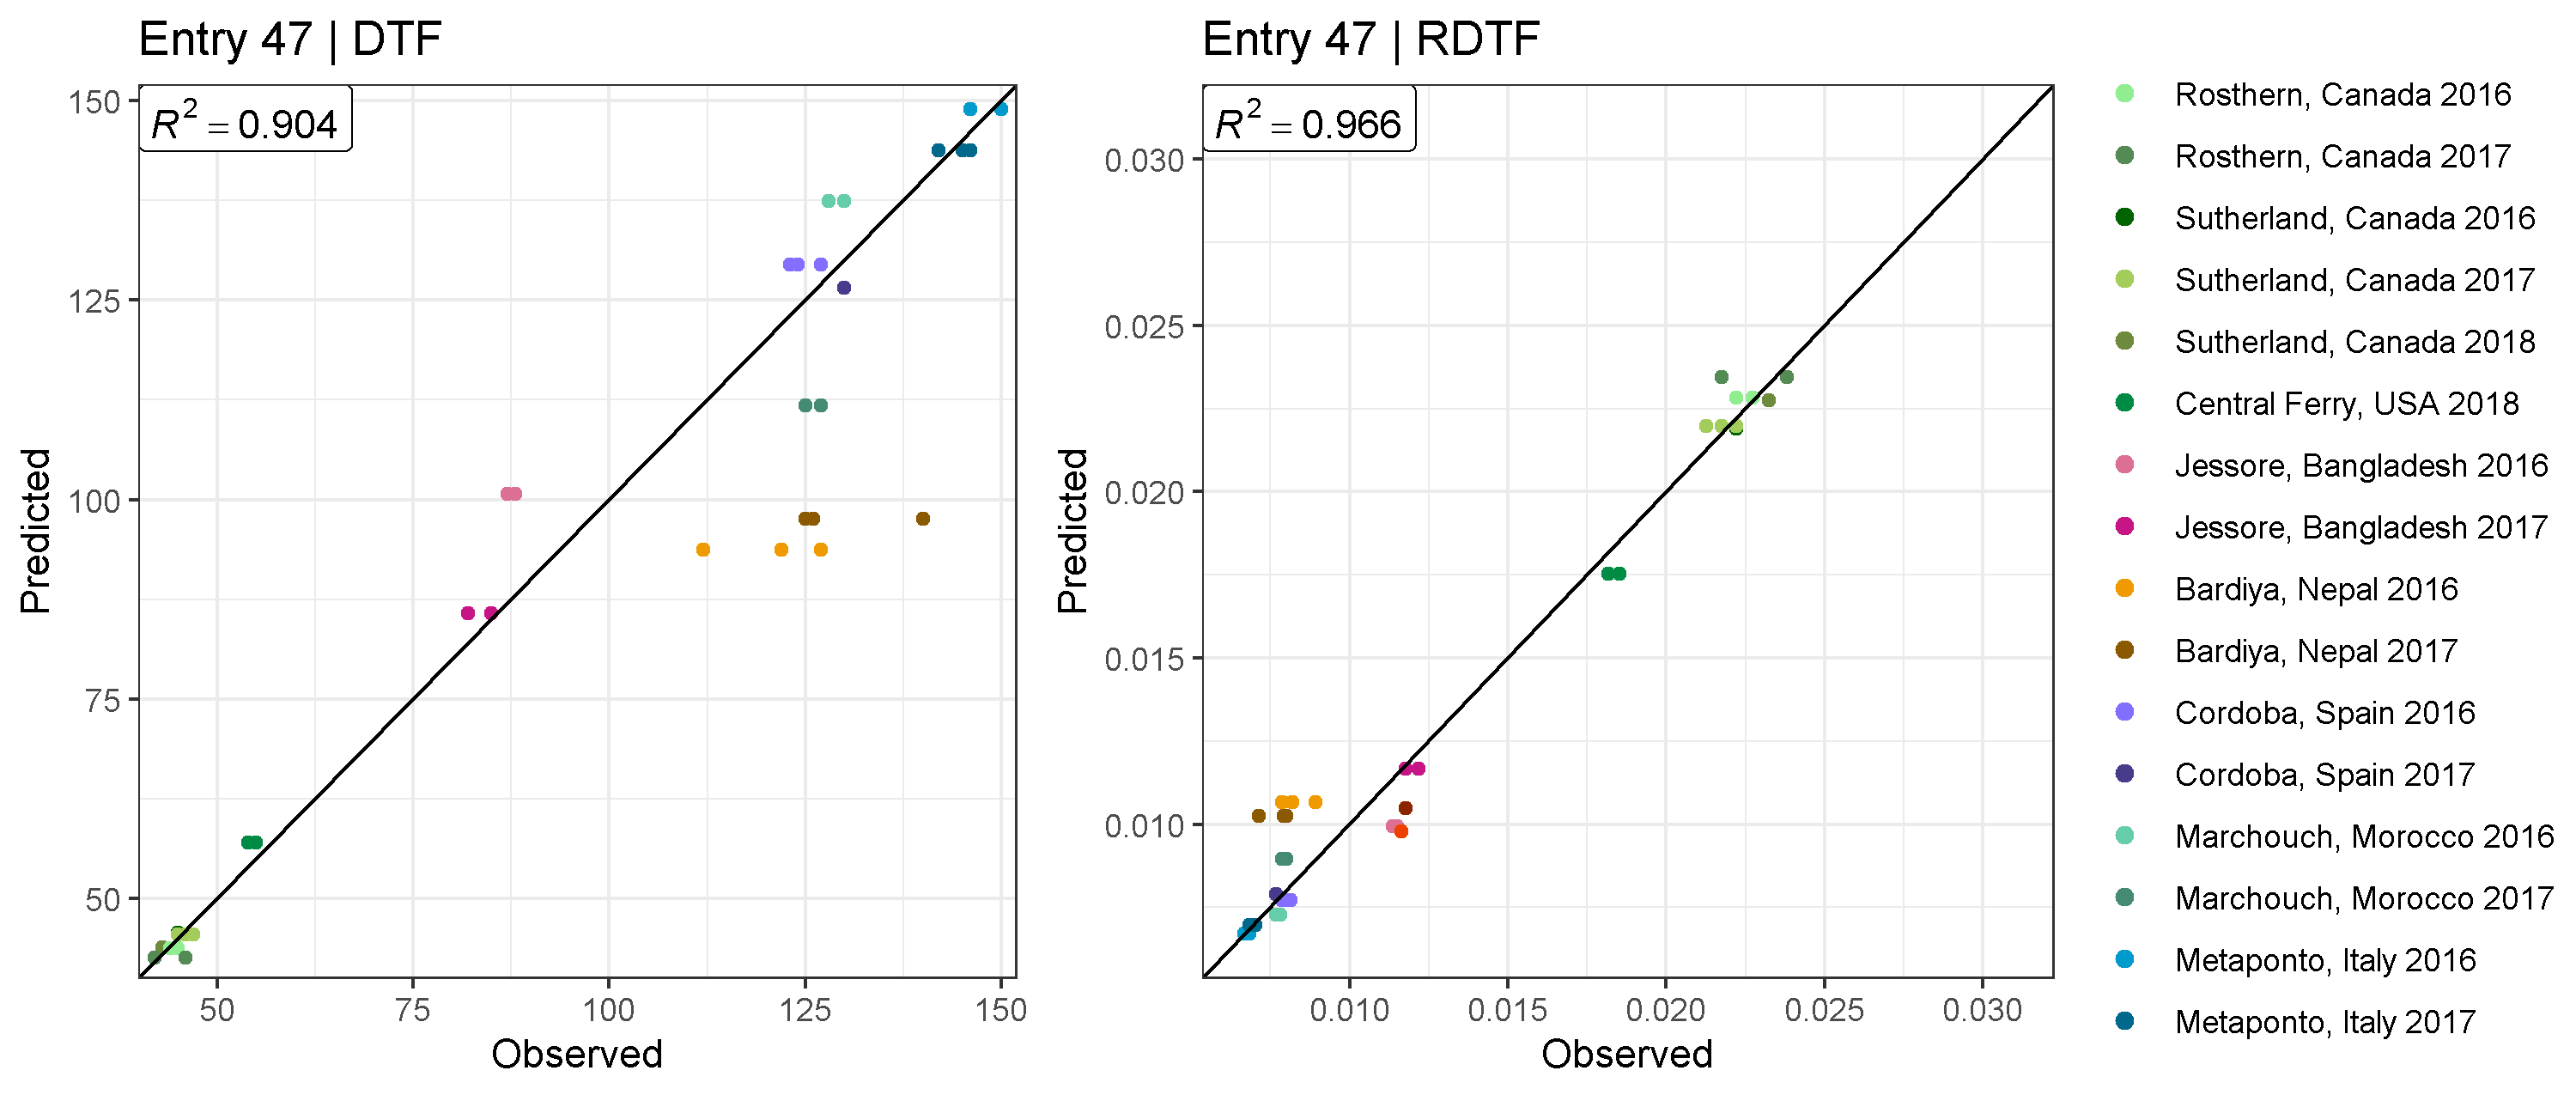 Entry 47 | DTF
R² = 0.904
150
125
100
75
50
50
75
100
125
150
Predicted
Observed
Entry 47 | RDTF
R² = 0.966
0.030
0.025
0.020
0.015
0.010
0.010
0.015
0.020
0.025
0.030
Predicted
Observed
Rosthern, Canada 2016
Rosthern, Canada 2017
Sutherland, Canada 2016
Sutherland, Canada 2017
Sutherland, Canada 2018
Central Ferry, USA 2018
Jessore, Bangladesh 2016
Jessore, Bangladesh 2017
Bardiya, Nepal 2016
Bardiya, Nepal 2017
Cordoba, Spain 2016
Cordoba, Spain 2017
Marchouch, Morocco 2016
Marchouch, Morocco 2017
Metaponto, Italy 2016
Metaponto, Italy 2017